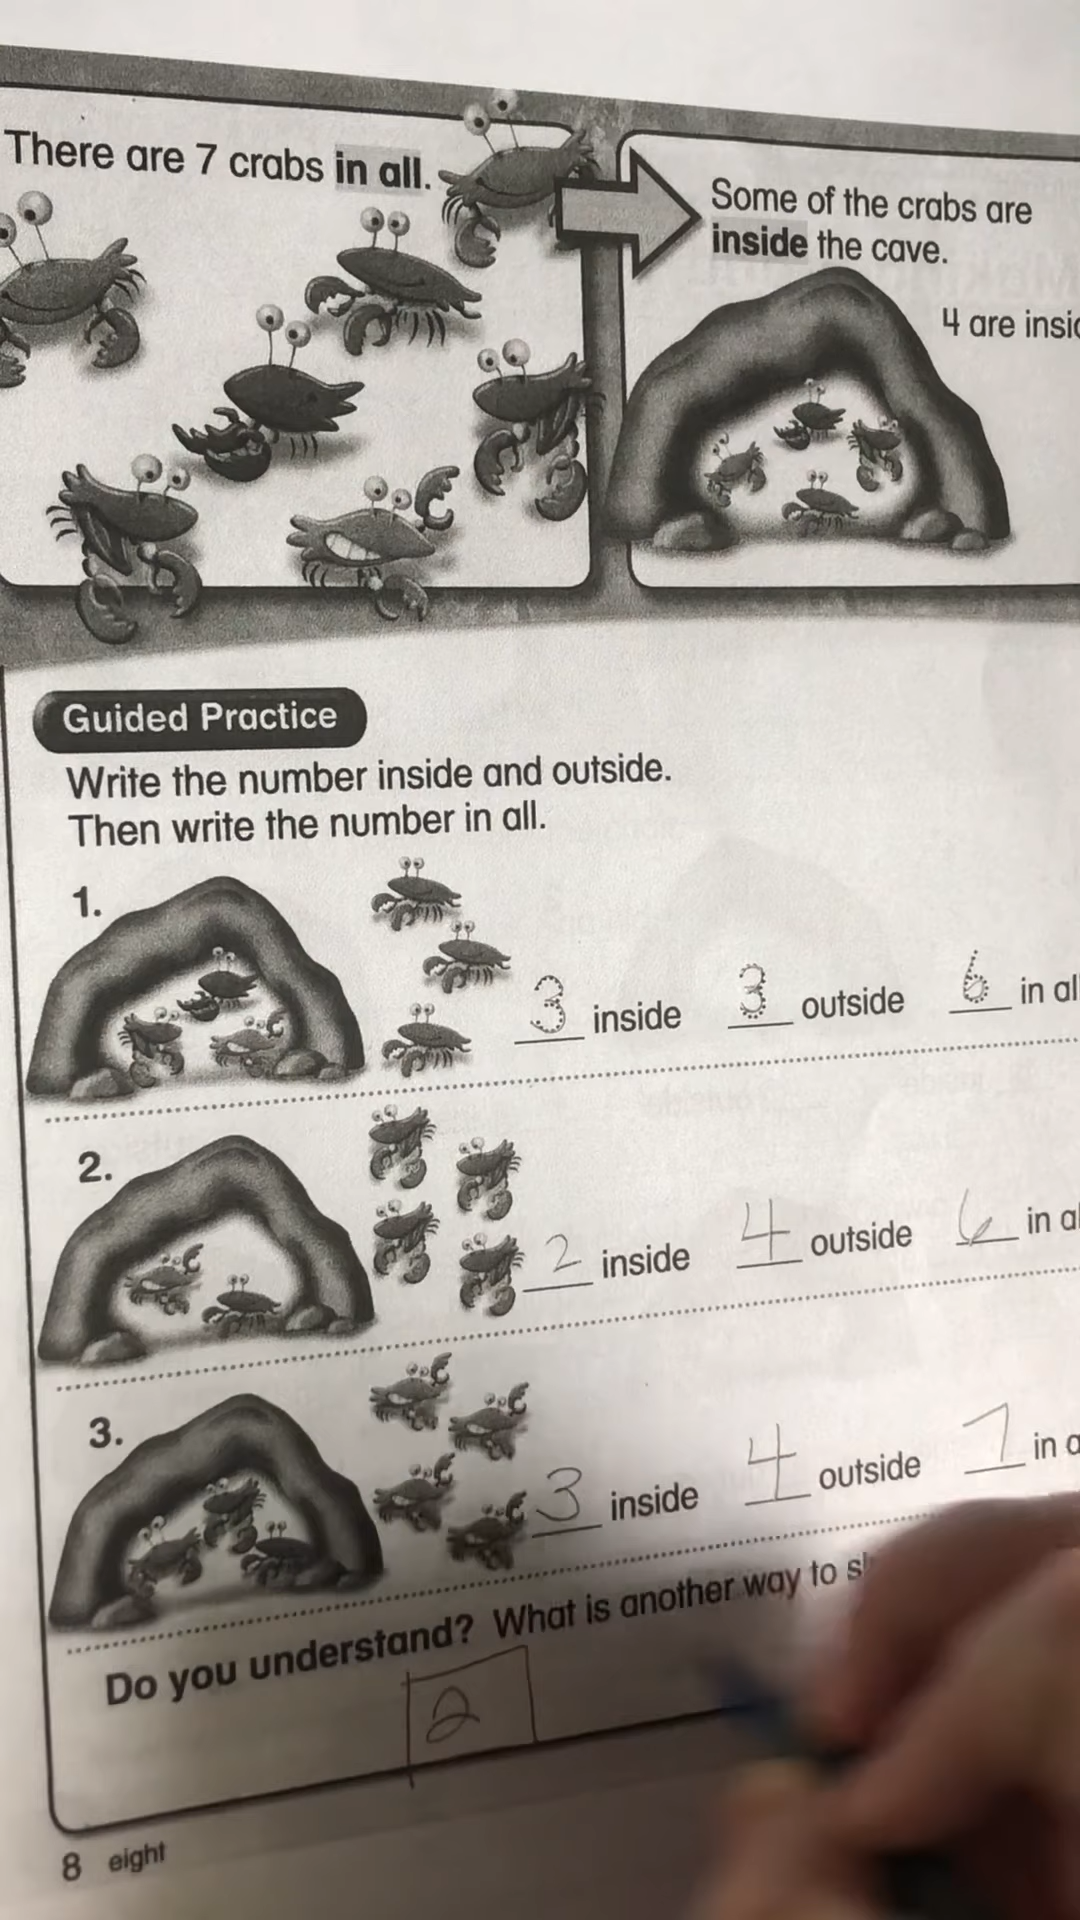 There are 7 crabs in all.
Some of the crabs are
inside the cave.
4 are
Guided Practice
Write the number inside and outside.
Then write the number in all.
1.
3 inside 3 outside 6 in
2.
2 inside 4 outside 6 in
3.
3 inside 4 outside 7 in
Do you understand? What is another way to
2
8 eight